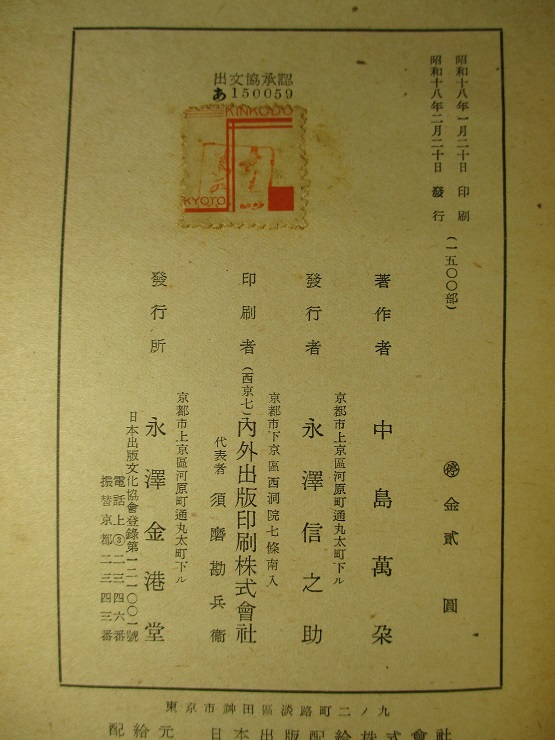 昭和十八年一月二十日 印刷
昭和十八年二月二十日 發行 (一五〇〇部)
㊡ 金貳圓
著作者 中島萬朶
京都市上京區河原町通丸太町下ル
發行者 永澤信之助
京都市下京區西洞院七條南入
印刷者 (西京七) 內外出版印刷株式會社
代表者 須磨勘兵衞
京都市上京區河原町通丸太町下ル
發行所 永澤金港堂
日本出版文化協會登錄第一二一〇〇一號
電話上③二三四六番
振替京都二三四三番
出文協承認
あ150059
KINKODO
KYOTO
東京市神田區淡路町二ノ九
配給元 日本出版配給株式會社